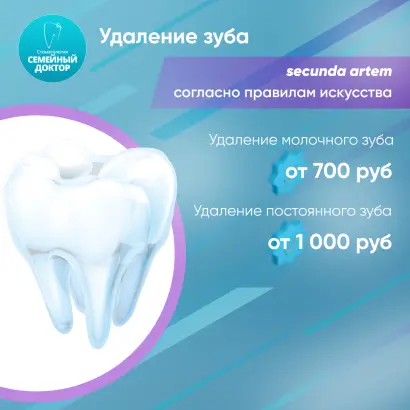 Стоматология
СЕМЕЙНЫЙ
ДОКТОР
Удаление зуба
secunda artem
согласно правилам искусства
Удаление молочного зуба
от 700 руб
Удаление постоянного зуба
от 1 000 руб